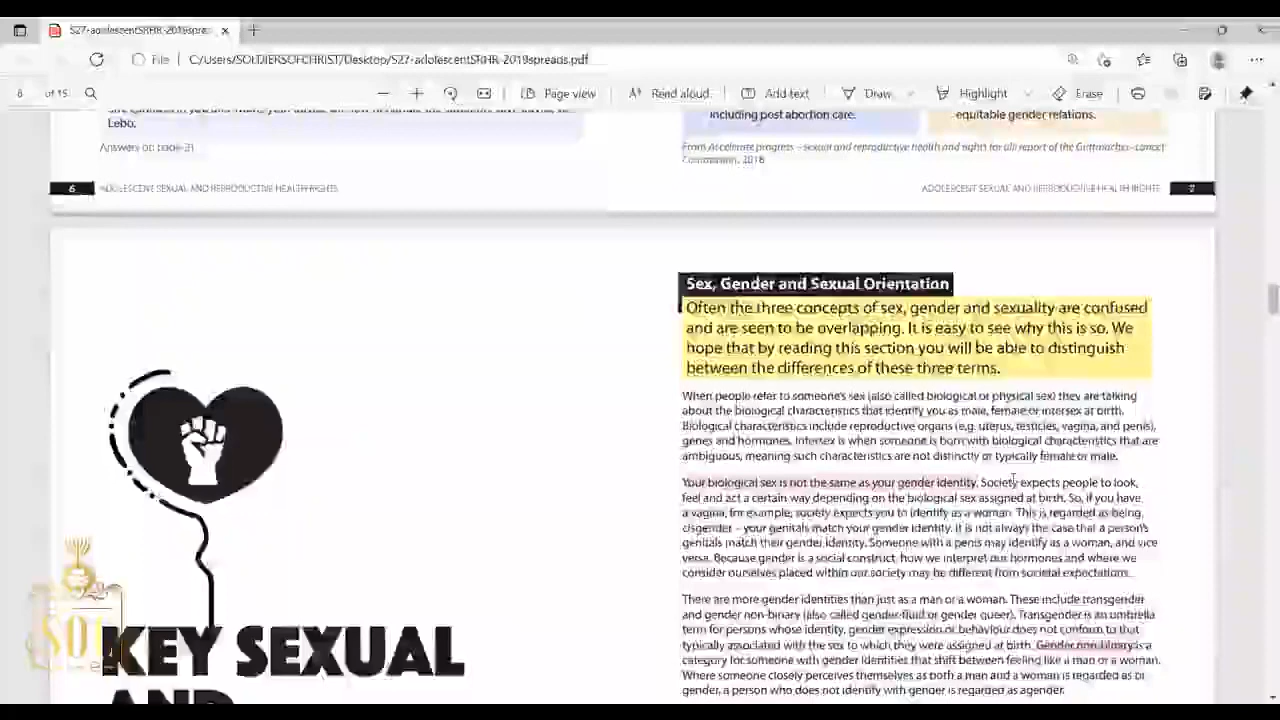 S27-adolescentSRHR-2019sprea
File C:/Users/SOLDIERSOFCHRIST/Desktop/S27-adolescentSRHR-2019spreads.pdf
8 of 15 Page view Read aloud Add text Draw Highlight Erase
Lebo.
including post abortion care.
equitable gender relations.
Answers on page 31
From Accelerate progress – sexual and reproductive health and rights for all: report of the Guttmacher-Lancet
Commission, 2018
6 ADOLESCENT SEXUAL AND REPRODUCTIVE HEALTH RIGHTS
ADOLESCENT SEXUAL AND REPRODUCTIVE HEALTH RIGHTS
Sex, Gender and Sexual Orientation
Often the three concepts of sex, gender and sexuality are confused
and are seen to be overlapping. It is easy to see why this is so. We
hope that by reading this section you will be able to distinguish
between the differences of these three terms.
When people refer to someone's sex (also called biological or physical sex) they are talking
about the biological characteristics that identify you as male, female or intersex at birth.
Biological characteristics include reproductive organs (e.g. uterus, testicles, vagina, and penis),
genes and hormones. Intersex is when someone is born with biological characteristics that are
ambiguous, meaning such characteristics are not distinctly or typically female or male.
Your biological sex is not the same as your gender identity. Society expects people to look,
feel and act a certain way depending on the biological sex assigned at birth. So, if you have
a vagina, for example, society expects you to identify as a woman. This is regarded as being
cisgender – your genitals match your gender identity. It is not always the case that a person's
genitals match their gender identity. Someone with a penis may identify as a woman, and vice
versa. Because gender is a social construct, how we interpret our hormones and where we
consider ourselves placed within our society may be different from societal expectations.
There are more gender identities than just as a man or a woman. These include transgender
and gender non-binary (also called gender-fluid or gender queer). Transgender is an umbrella
term for persons whose identity, gender expression or behaviour does not conform to that
typically associated with the sex to which they were assigned at birth. Gender non-binary is a
category for someone with gender identities that shift between feeling like a man or a woman.
Where someone closely perceives themselves as both a man and a woman is regarded as bi
gender, a person who does not identify with gender is regarded as agender.
KEY SEXUAL
AND